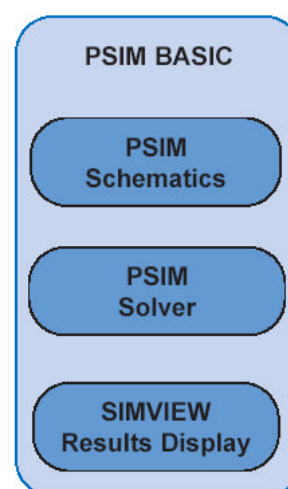 PSIM BASIC
PSIM
Schematics
PSIM
Solver
SIMVIEW
Results Display